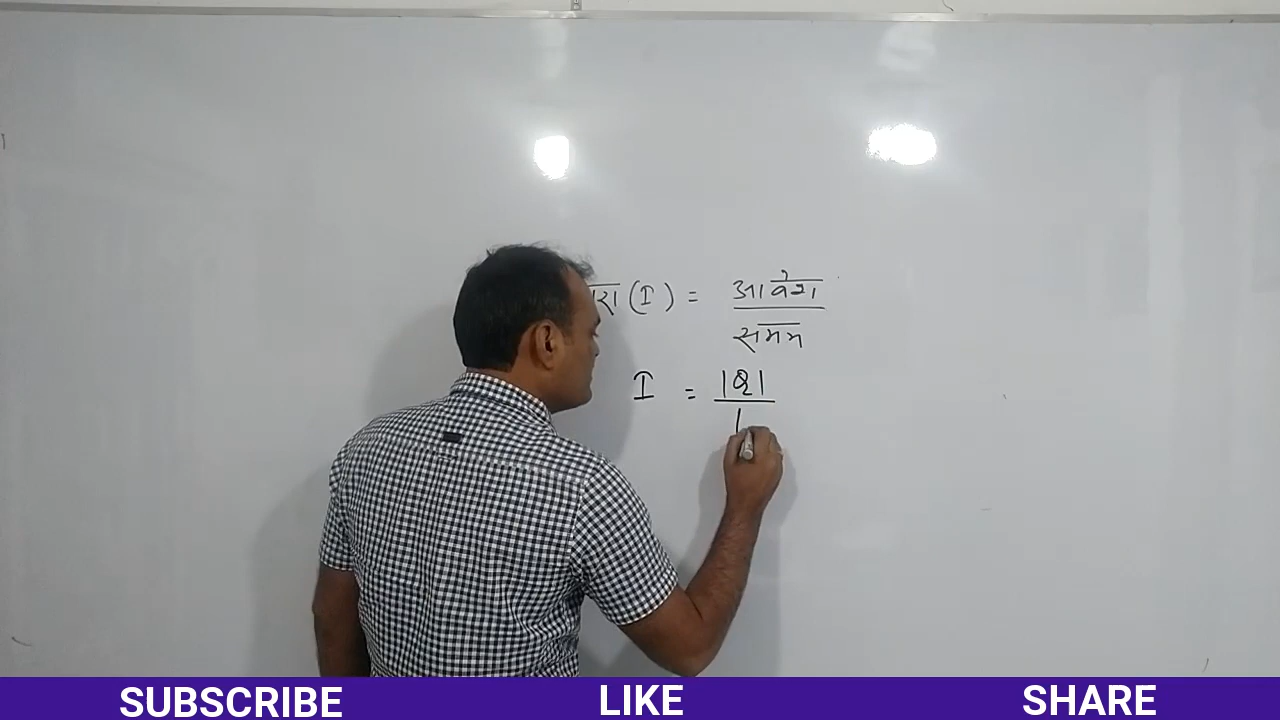 (I) = आवेश / समय
I = |Q| /
SUBSCRIBE LIKE SHARE